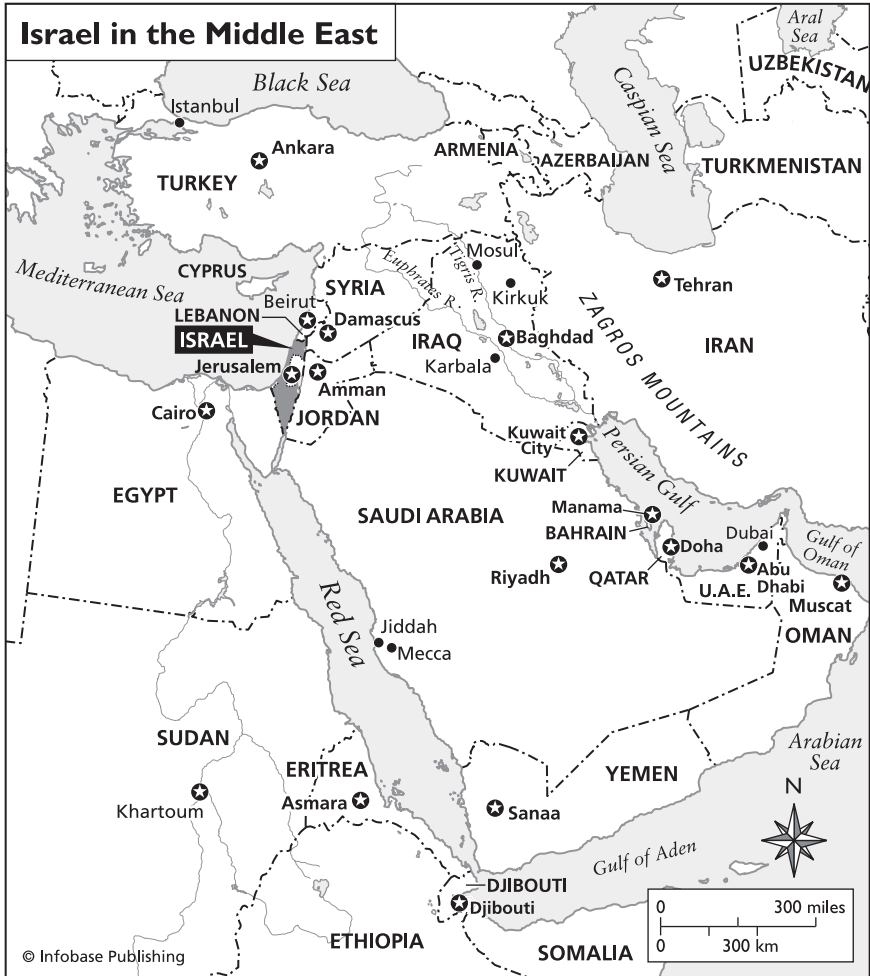 Israel in the Middle East
Aral
Sea
UZBEKISTAN
Black Sea
Caspian Sea
Istanbul
Ankara
ARMENIA
AZERBAIJAN
TURKMENISTAN
TURKEY
Mediterranean Sea
CYPRUS
SYRIA
Euphrates R.
Tigris R.
Mosul
Kirkuk
Tehran
Beirut
LEBANON
Damascus
ISRAEL
IRAQ
Baghdad
ZAGROS MOUNTAINS
IRAN
Jerusalem
Karbala
Amman
Cairo
JORDAN
Kuwait
City
KUWAIT
Persian Gulf
EGYPT
SAUDI ARABIA
Manama
BAHRAIN
Doha
Dubai
Gulf of
Oman
Riyadh
QATAR
Abu
Dhabi
U.A.E.
Muscat
OMAN
Red Sea
Jiddah
Mecca
SUDAN
ERITREA
YEMEN
Arabian
Sea
N
Khartoum
Asmara
Sanaa
Gulf of Aden
DJIBOUTI
Djibouti
ETHIOPIA
SOMALIA
0 300 miles
0 300 km
© Infobase Publishing